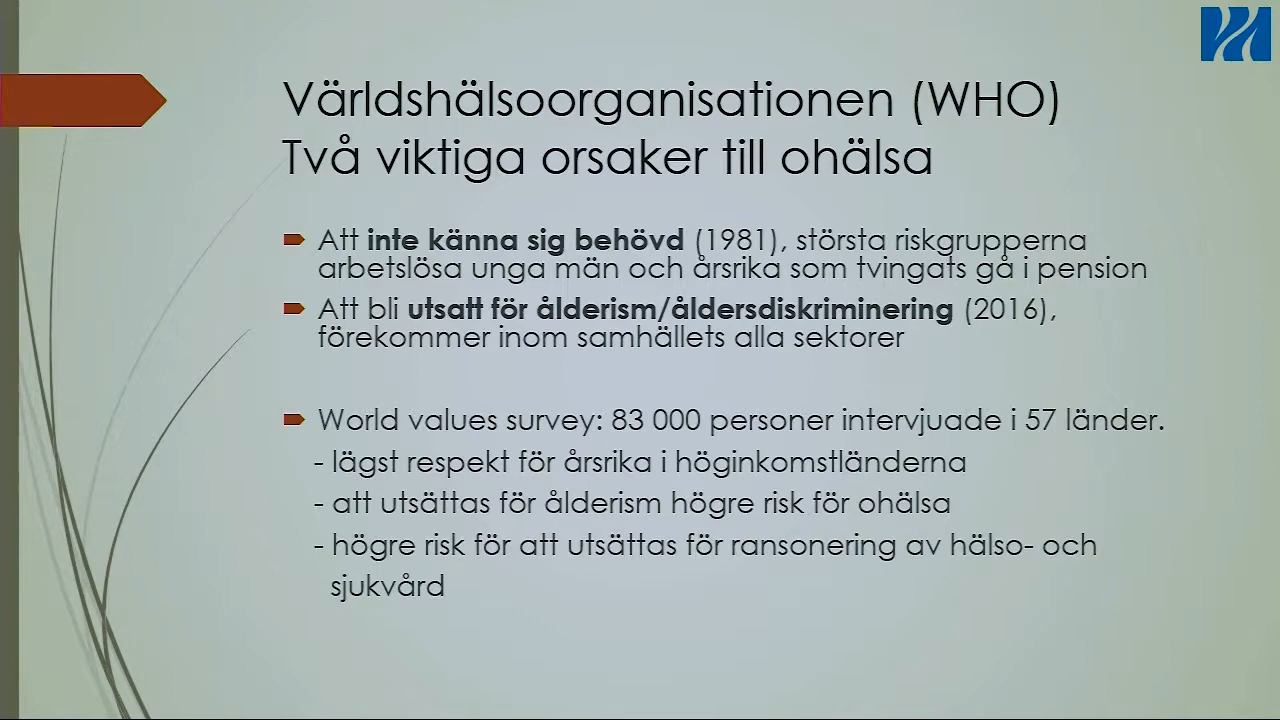 Världshälsoorganisationen (WHO)
Två viktiga orsaker till ohälsa
Att inte känna sig behövd (1981), största riskgrupperna
arbetslösa unga män och årsrika som tvingats gå i pension
Att bli utsatt för ålderism/åldersdiskriminering (2016),
förekommer inom samhällets alla sektorer
World values survey: 83 000 personer intervjuade i 57 länder.
- lägst respekt för årsrika i höginkomstländerna
- att utsättas för ålderism högre risk för ohälsa
- högre risk för att utsättas för ransonering av hälso- och
sjukvård